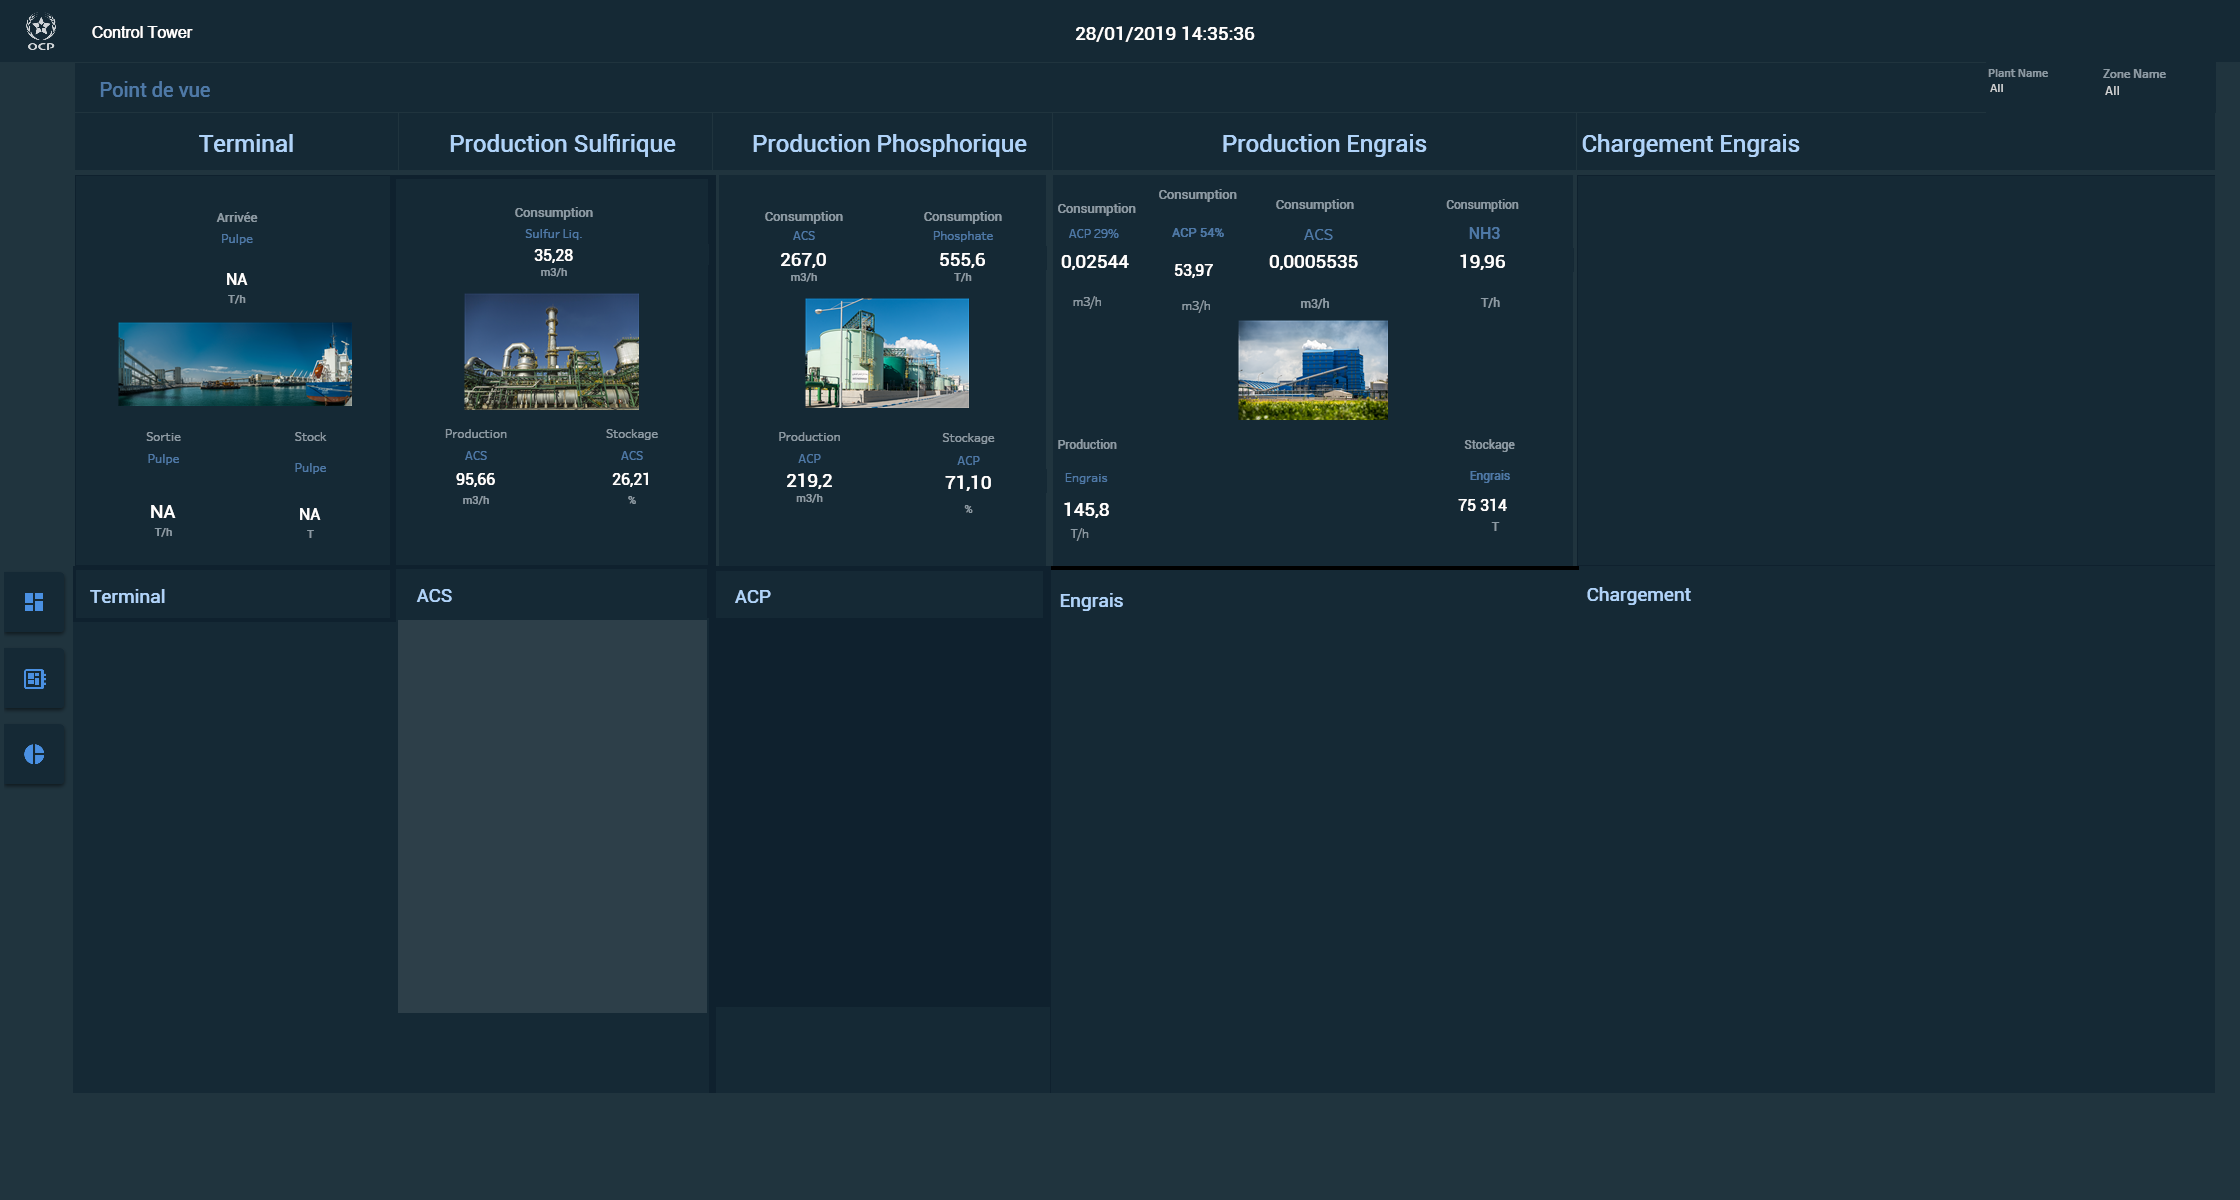 OCP
Control Tower
28/01/2019 14:35:36
Point de vue
Plant Name
All
Zone Name
All
Terminal
Production Sulfirique
Production Phosphorique
Production Engrais
Chargement Engrais
Arrivée
Pulpe
NA
T/h
Sortie
Pulpe
NA
T/h
Stock
Pulpe
NA
T
Consumption
Sulfur Liq.
35,28
m3/h
Production
ACS
95,66
m3/h
Stockage
ACS
26,21
%
Consumption
ACS
267,0
m3/h
Consumption
Phosphate
555,6
T/h
Production
ACP
219,2
m3/h
Stockage
ACP
71,10
%
Consumption
ACP 29%
0,02544
m3/h
Consumption
ACP 54%
53,97
m3/h
Consumption
ACS
0,0005535
m3/h
Consumption
NH3
19,96
T/h
Production
Engrais
145,8
T/h
Stockage
Engrais
75 314
T
Terminal
ACS
ACP
Engrais
Chargement